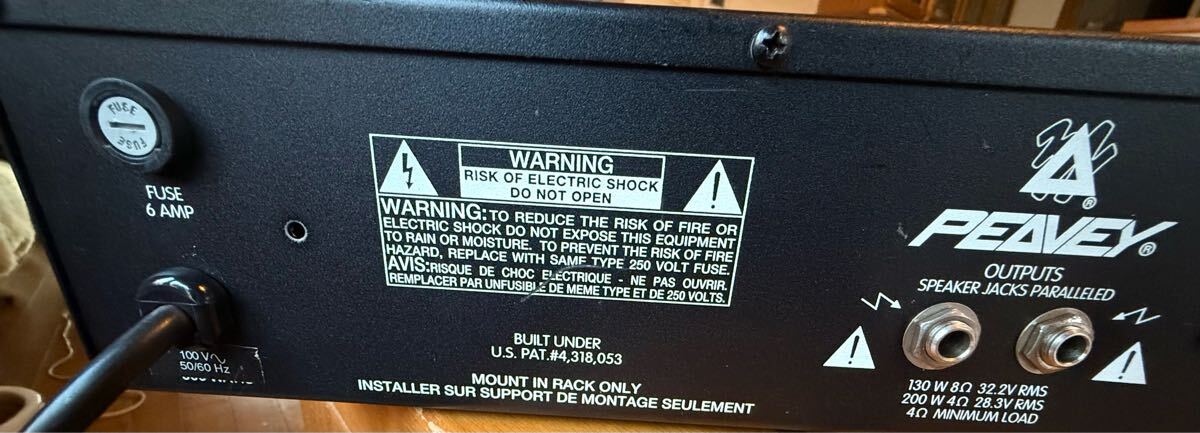 FUSE
FUSE
FUSE
6 AMP
100 V
50/60 Hz
WARNING
RISK OF ELECTRIC SHOCK
DO NOT OPEN
WARNING: TO REDUCE THE RISK OF FIRE OR
ELECTRIC SHOCK DO NOT EXPOSE THIS EQUIPMENT
TO RAIN OR MOISTURE. TO PREVENT THE RISK OF FIRE
HAZARD, REPLACE WITH SAME TYPE 250 VOLT FUSE.
AVIS: RISQUE DE CHOC ELECTRIQUE - NE PAS OUVRIR.
REMPLACER PAR UNFUSIBLE DE MEME TYPE ET DE 250 VOLTS.
BUILT UNDER
U.S. PAT.#4,318,053
MOUNT IN RACK ONLY
INSTALLER SUR SUPPORT DE MONTAGE SEULEMENT
®
PEAVEY®
OUTPUTS
SPEAKER JACKS PARALLELED
130 W 8Ω 32.2V RMS
200 W 4Ω 28.3V RMS
4Ω MINIMUM LOAD